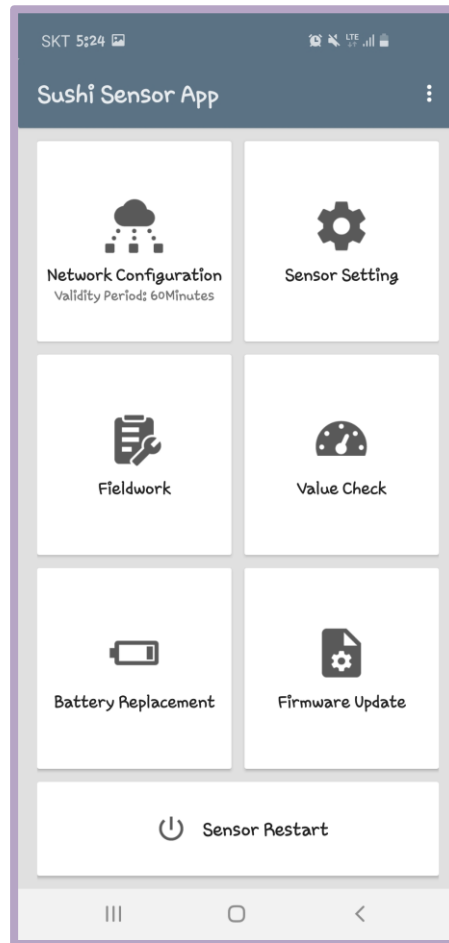 SKT 5:24
LTE
Sushi Sensor App
Network Configuration
Validity Period: 60Minutes
Sensor Setting
Fieldwork
Value Check
Battery Replacement
Firmware Update
Sensor Restart